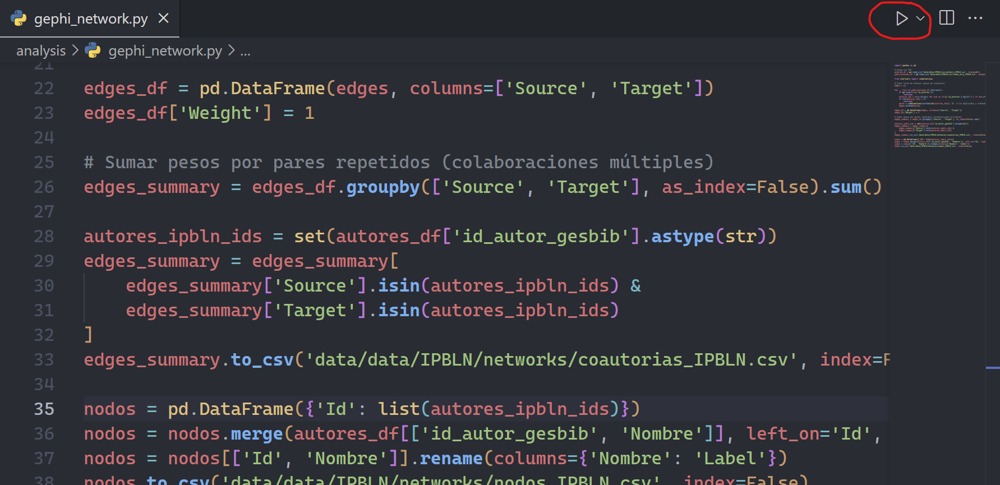 gephi_network.py
analysis > gephi_network.py > ...
21
22 edges_df = pd.DataFrame(edges, columns=['Source', 'Target'])
23 edges_df['Weight'] = 1
24
25 # Sumar pesos por pares repetidos (colaboraciones múltiples)
26 edges_summary = edges_df.groupby(['Source', 'Target'], as_index=False).sum()
27
28 autores_ipbln_ids = set(autores_df['id_autor_gesbib'].astype(str))
29 edges_summary = edges_summary[
30     edges_summary['Source'].isin(autores_ipbln_ids) &
31     edges_summary['Target'].isin(autores_ipbln_ids)
32 ]
33 edges_summary.to_csv('data/data/IPBLN/networks/coautorias_IPBLN.csv', index=F
34
35 nodos = pd.DataFrame({'Id': list(autores_ipbln_ids)})
36 nodos = nodos.merge(autores_df[['id_autor_gesbib', 'Nombre']], left_on='Id',
37 nodos = nodos[['Id', 'Nombre']].rename(columns={'Nombre': 'Label'})
38 nodos.to_csv('data/data/IPBLN/networks/nodos_IPBLN.csv', index=False)